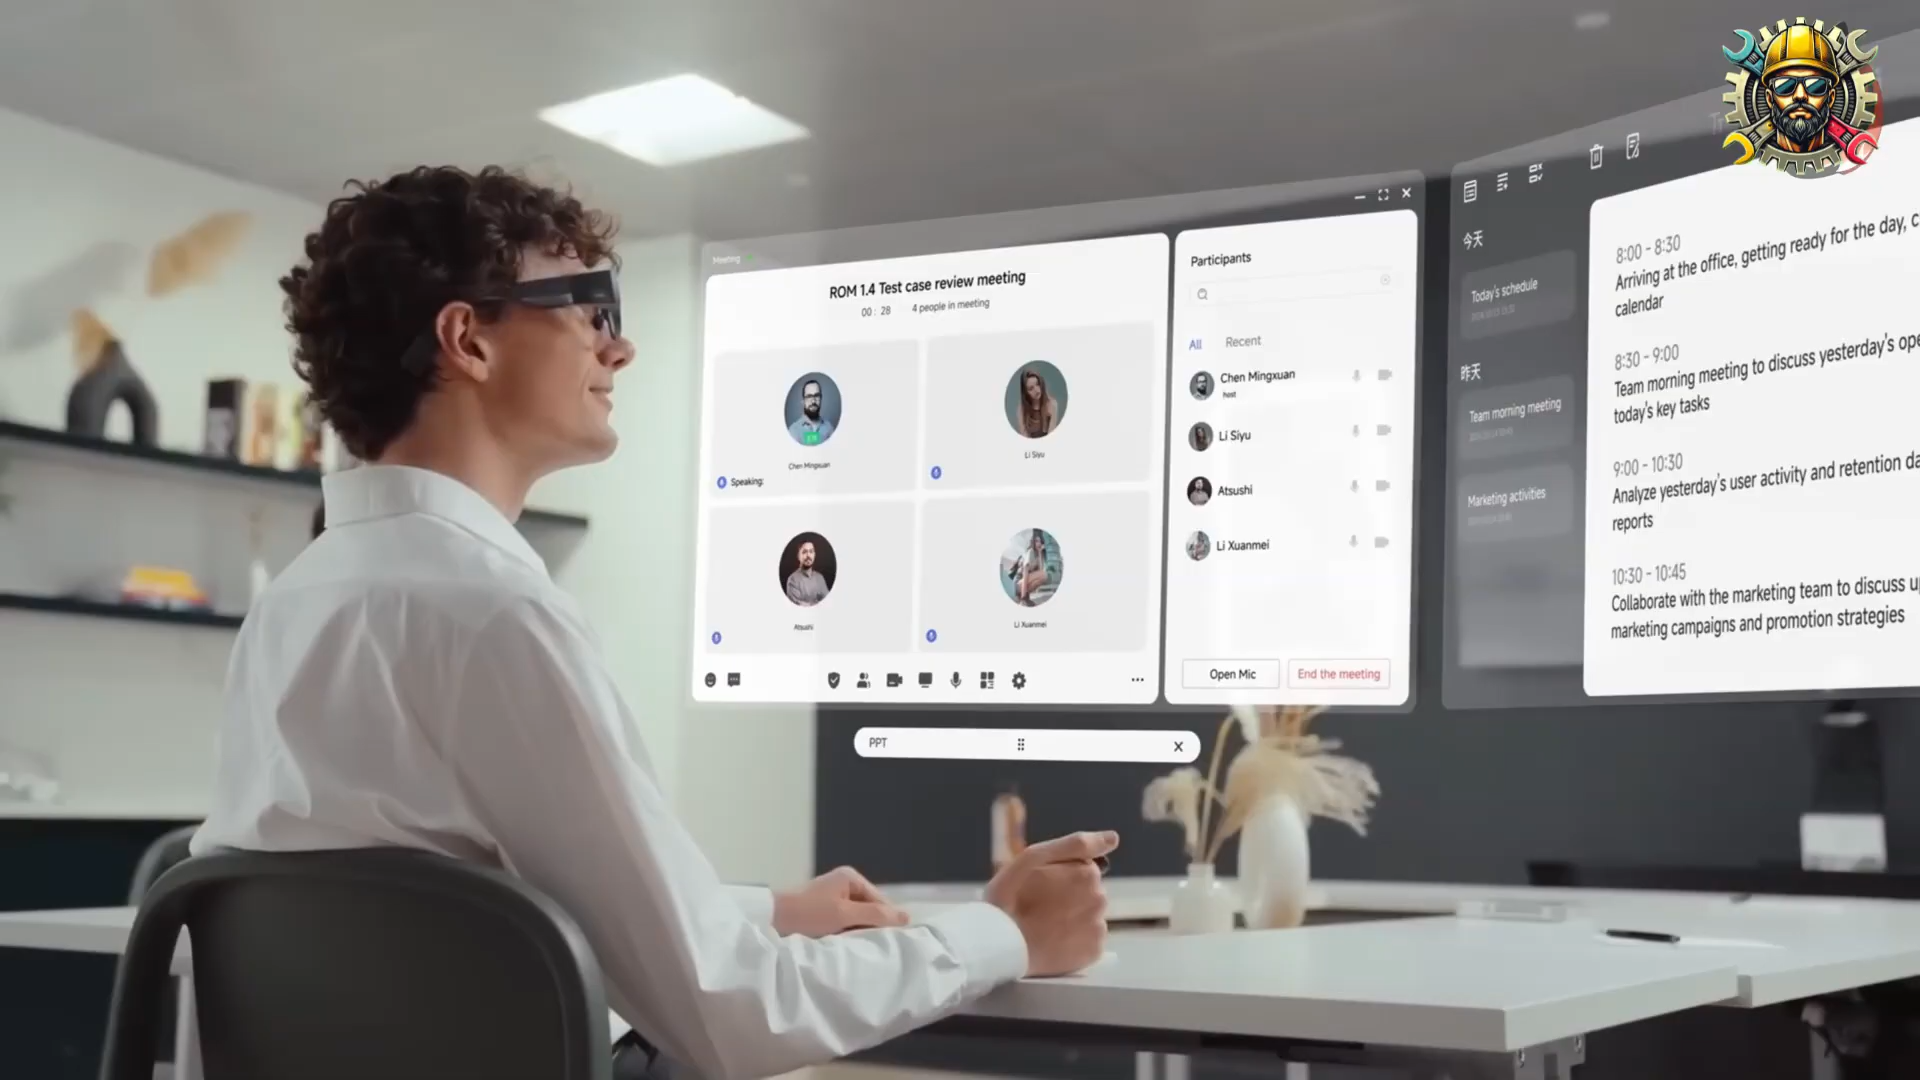 Meeting
ROM 1.4 Test case review meeting
00 : 28 4 people in meeting
Chen Mingxuan
Speaking:
Li Siyu
Atsushi
Li Xuanmei
Participants
All Recent
Chen Mingxuan
host
Li Siyu
Atsushi
Li Xuanmei
Open Mic End the meeting
PPT
今天
Today's schedule
昨天
Team morning meeting
Marketing activities
8:00 - 8:30
Arriving at the office, getting ready for the day, c
calendar
8:30 - 9:00
Team morning meeting to discuss yesterday's ope
today's key tasks
9:00 - 10:30
Analyze yesterday's user activity and retention da
reports
10:30 - 10:45
Collaborate with the marketing team to discuss u
marketing campaigns and promotion strategies